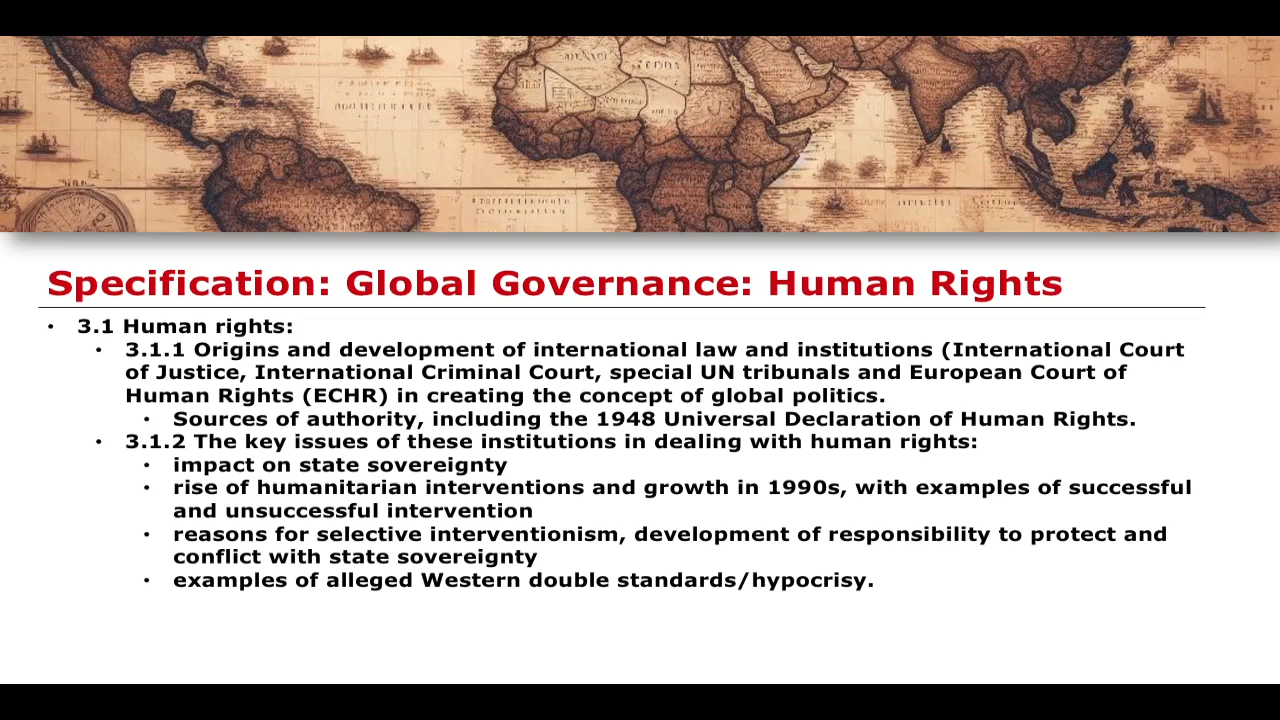 Specification: Global Governance: Human Rights
• 3.1 Human rights:
• 3.1.1 Origins and development of international law and institutions (International Court
of Justice, International Criminal Court, special UN tribunals and European Court of
Human Rights (ECHR) in creating the concept of global politics.
• Sources of authority, including the 1948 Universal Declaration of Human Rights.
• 3.1.2 The key issues of these institutions in dealing with human rights:
• impact on state sovereignty
• rise of humanitarian interventions and growth in 1990s, with examples of successful
and unsuccessful intervention
• reasons for selective interventionism, development of responsibility to protect and
conflict with state sovereignty
• examples of alleged Western double standards/hypocrisy.